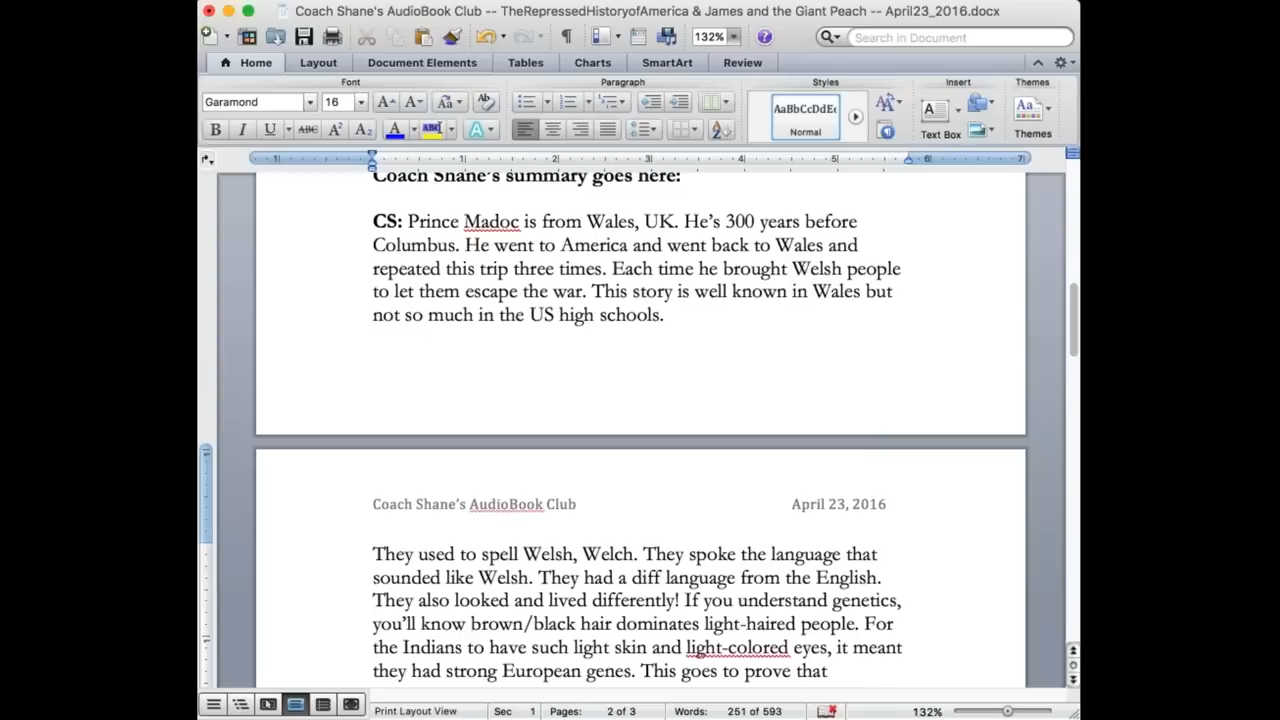 Coach Shane's AudioBook Club -- TheRepressedHistoryofAmerica & James and the Giant Peach -- April23_2016.docx
132%
Search in Document
Home Layout Document Elements Tables Charts SmartArt Review
Font Paragraph Styles Insert Themes
Garamond 16
AaBbCcDdEe
Normal
Text Box
Themes
Coach Shane's summary goes here:
CS: Prince Madoc is from Wales, UK. He's 300 years before
Columbus. He went to America and went back to Wales and
repeated this trip three times. Each time he brought Welsh people
to let them escape the war. This story is well known in Wales but
not so much in the US high schools.
Coach Shane's AudioBook Club April 23, 2016
They used to spell Welsh, Welch. They spoke the language that
sounded like Welsh. They had a diff language from the English.
They also looked and lived differently! If you understand genetics,
you'll know brown/black hair dominates light-haired people. For
the Indians to have such light skin and light-colored eyes, it meant
they had strong European genes. This goes to prove that
Print Layout View Sec 1 Pages: 2 of 3 Words: 251 of 593 132%